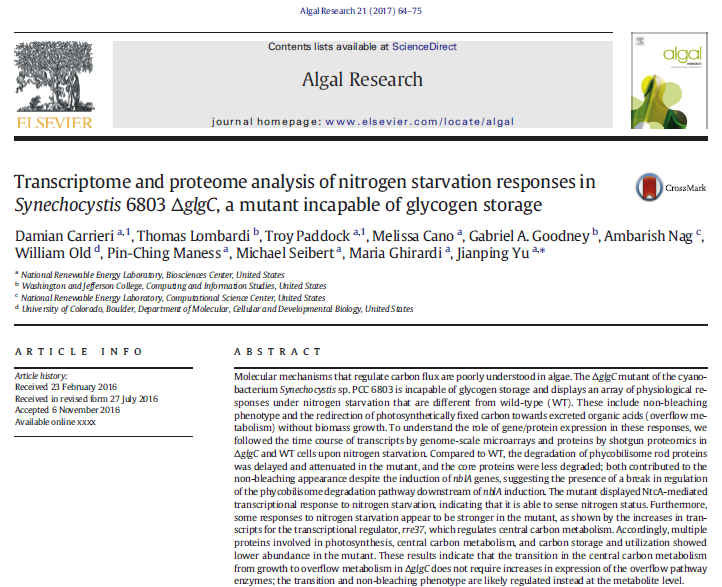 Algal Research 21 (2017) 64–75
Contents lists available at ScienceDirect
Algal Research
journal homepage: www.elsevier.com/locate/algal
ELSEVIER
algal
research
Transcriptome and proteome analysis of nitrogen starvation responses in
Synechocystis 6803 ΔglgC, a mutant incapable of glycogen storage
CrossMark
Damian Carrieri a,1, Thomas Lombardi b, Troy Paddock a,1, Melissa Cano a, Gabriel A. Goodney b, Ambarish Nag c,
William Old d, Pin-Ching Maness a, Michael Seibert a, Maria Ghirardi a, Jianping Yu a,*
a National Renewable Energy Laboratory, Biosciences Center, United States
b Washington and Jefferson College, Computing and Information Studies, United States
c National Renewable Energy Laboratory, Computational Science Center, United States
d University of Colorado, Boulder, Department of Molecular, Cellular and Developmental Biology, United States
ARTICLE INFO
Article history:
Received 23 February 2016
Received in revised form 27 July 2016
Accepted 6 November 2016
Available online xxxx
ABSTRACT
Molecular mechanisms that regulate carbon flux are poorly understood in algae. The ΔglgC mutant of the cyano-
bacterium Synechocystis sp. PCC 6803 is incapable of glycogen storage and displays an array of physiological re-
sponses under nitrogen starvation that are different from wild-type (WT). These include non-bleaching
phenotype and the redirection of photosynthetically fixed carbon towards excreted organic acids (overflow me-
tabolism) without biomass growth. To understand the role of gene/protein expression in these responses, we
followed the time course of transcripts by genome-scale microarrays and proteins by shotgun proteomics in
ΔglgC and WT cells upon nitrogen starvation. Compared to WT, the degradation of phycobilisome rod proteins
was delayed and attenuated in the mutant, and the core proteins were less degraded; both contributed to the
non-bleaching appearance despite the induction of nblA genes, suggesting the presence of a break in regulation
of the phycobilisome degradation pathway downstream of nblA induction. The mutant displayed NtcA-mediated
transcriptional response to nitrogen starvation, indicating that it is able to sense nitrogen status. Furthermore,
some responses to nitrogen starvation appear to be stronger in the mutant, as shown by the increases in tran-
scripts for the transcriptional regulator, rre37, which regulates central carbon metabolism. Accordingly, multiple
proteins involved in photosynthesis, central carbon metabolism, and carbon storage and utilization showed
lower abundance in the mutant. These results indicate that the transition in the central carbon metabolism
from growth to overflow metabolism in ΔglgC does not require increases in expression of the overflow pathway
enzymes; the transition and non-bleaching phenotype are likely regulated instead at the metabolite level.